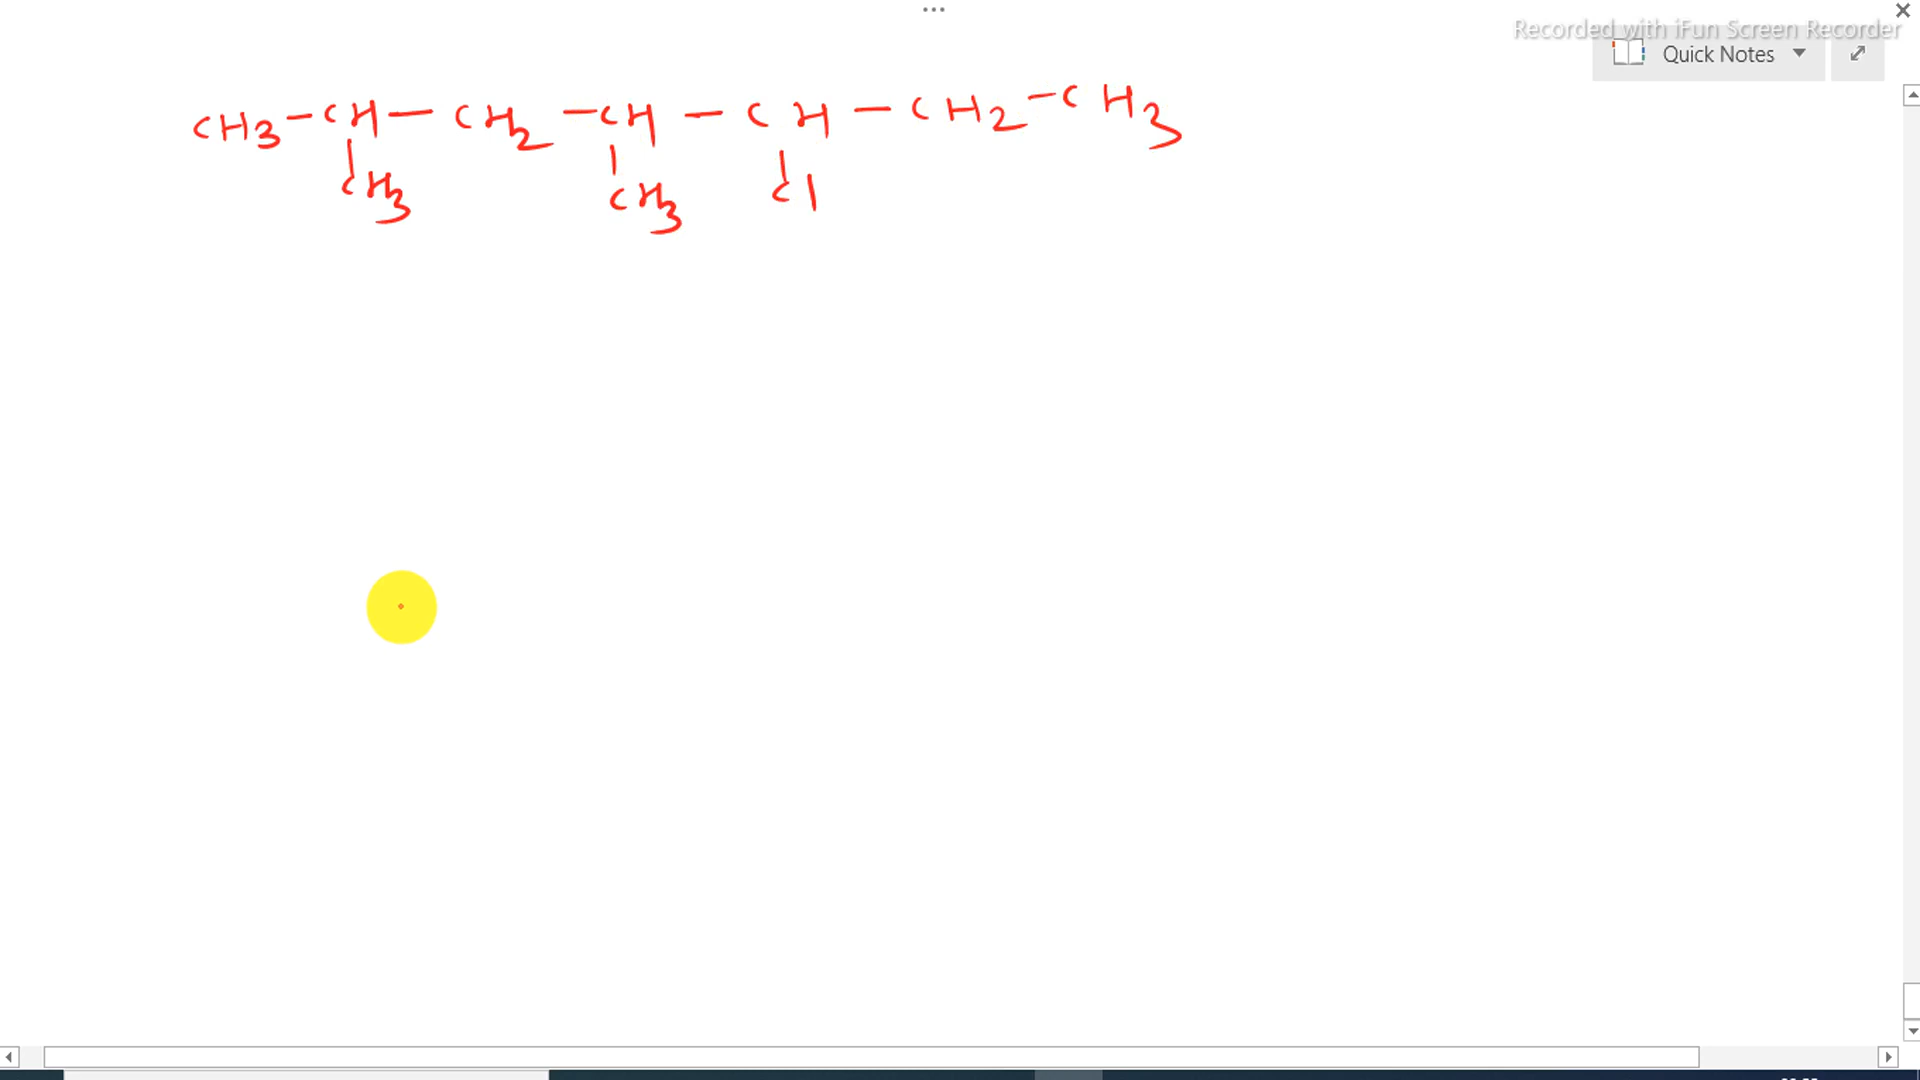 Recorded with iFun Screen Recorder
Quick Notes
CH3-CH-CH2-CH-CH-CH2-CH3
CH3 CH3 Cl